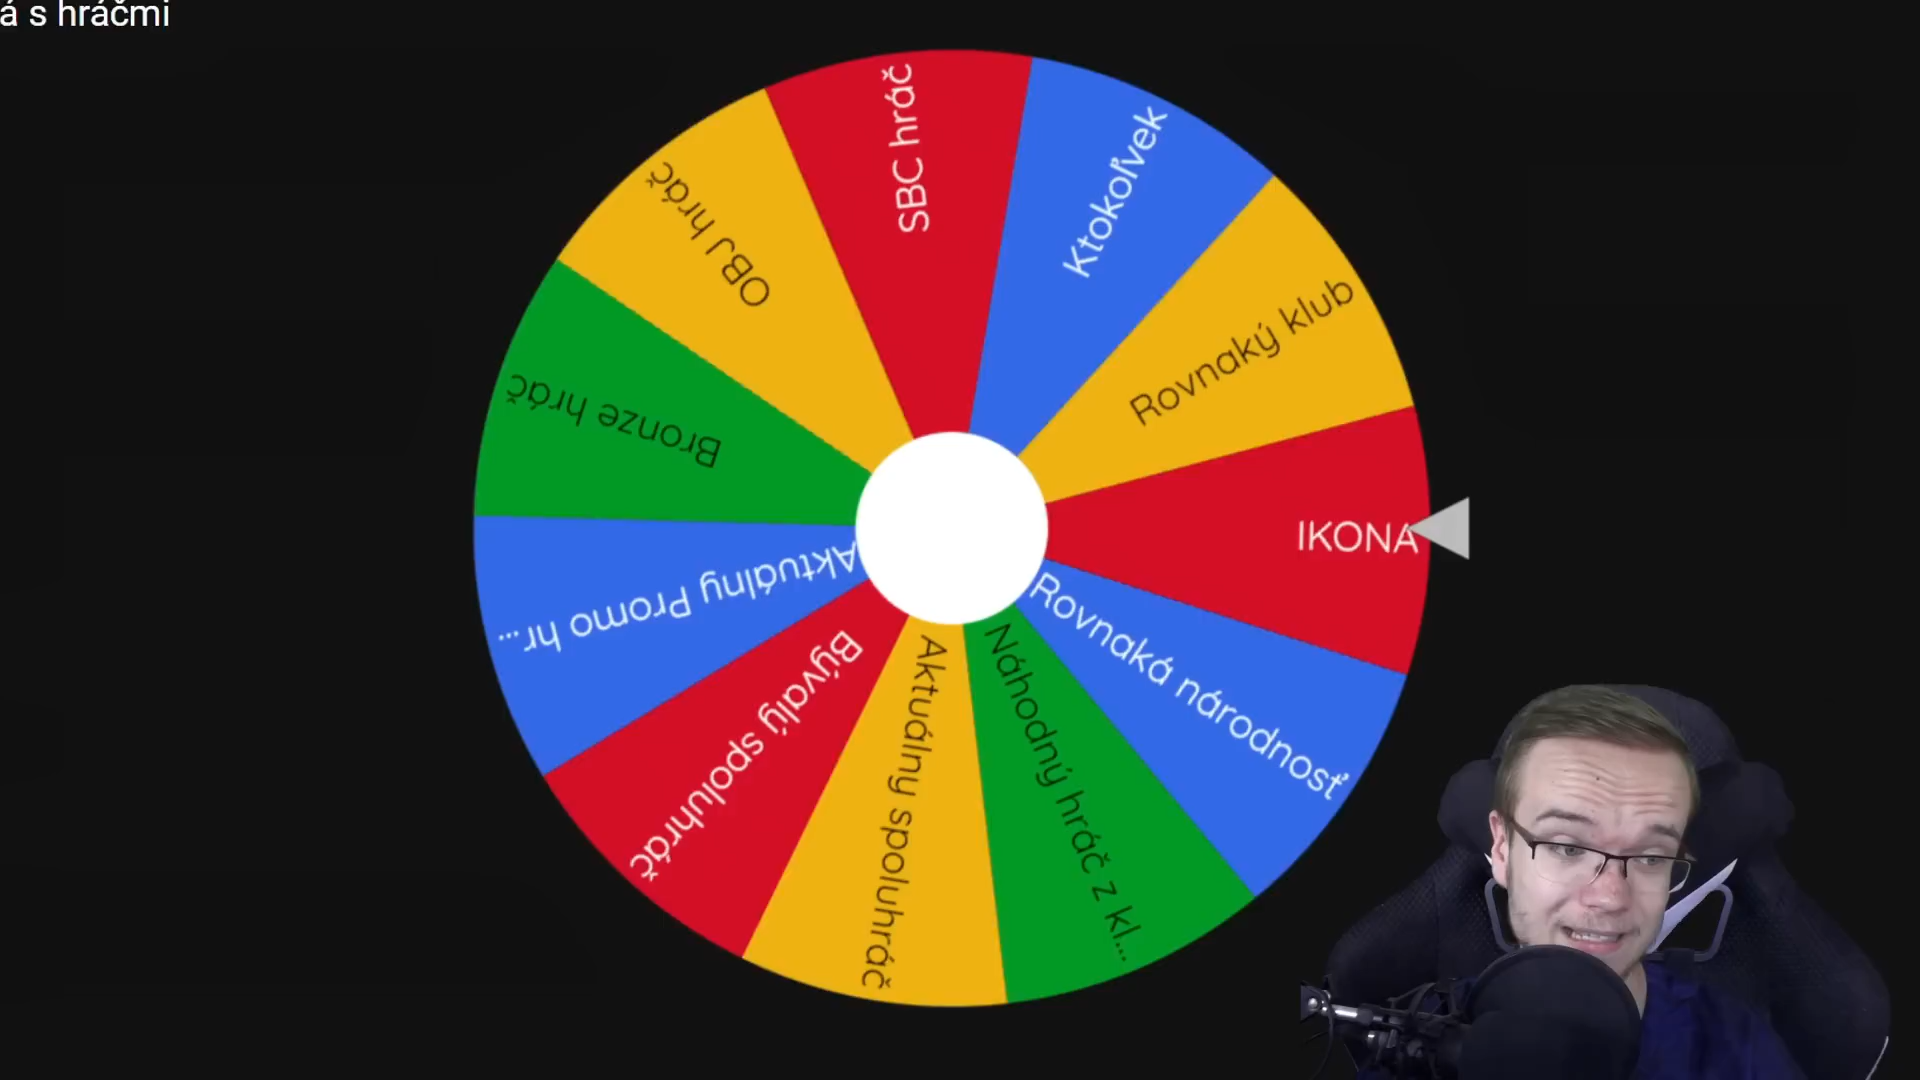 á s hráčmi
SBC hráč
Ktokoľvek
Rovnaký klub
IKONA
Rovnaká národnosť
Náhodný hráč z kl...
Aktuálny spoluhráč
Bývalý spoluhráč
Aktuálny Promo hr...
Bronze hráč
OBJ hráč